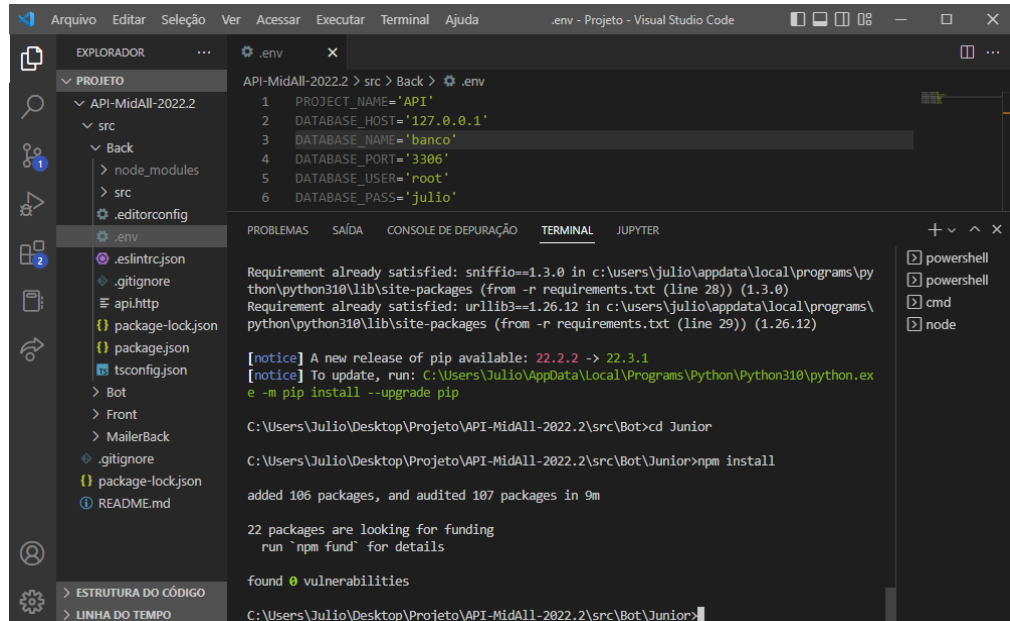 Arquivo Editar Seleção Ver Acessar Executar Terminal Ajuda .env - Projeto - Visual Studio Code
EXPLORADOR
PROJETO
API-MidAll-2022.2
src
Back
node_modules
src
.editorconfig
.env
.eslintrc.json
.gitignore
api.http
package-lock.json
package.json
tsconfig.json
Bot
Front
MailerBack
.gitignore
package-lock.json
README.md
ESTRUTURA DO CÓDIGO
LINHA DO TEMPO
1
2
.env
API-MidAll-2022.2 > src > Back > .env
1 PROJECT_NAME='API'
2 DATABASE_HOST='127.0.0.1'
3 DATABASE_NAME='banco'
4 DATABASE_PORT='3306'
5 DATABASE_USER='root'
6 DATABASE_PASS='julio'
PROBLEMAS SAÍDA CONSOLE DE DEPURAÇÃO TERMINAL JUPYTER
Requirement already satisfied: sniffio==1.3.0 in c:\users\julio\appdata\local\programs\py
thon\python310\lib\site-packages (from -r requirements.txt (line 28)) (1.3.0)
Requirement already satisfied: urllib3==1.26.12 in c:\users\julio\appdata\local\programs\
python\python310\lib\site-packages (from -r requirements.txt (line 29)) (1.26.12)
[notice] A new release of pip available: 22.2.2 -> 22.3.1
[notice] To update, run: C:\Users\Julio\AppData\Local\Programs\Python\Python310\python.ex
e -m pip install --upgrade pip
C:\Users\Julio\Desktop\Projeto\API-MidAll-2022.2\src\Bot>cd Junior
C:\Users\Julio\Desktop\Projeto\API-MidAll-2022.2\src\Bot\Junior>npm install
added 106 packages, and audited 107 packages in 9m
22 packages are looking for funding
run `npm fund` for details
found 0 vulnerabilities
C:\Users\Julio\Desktop\Projeto\API-MidAll-2022.2\src\Bot\Junior>
powershell
powershell
cmd
node